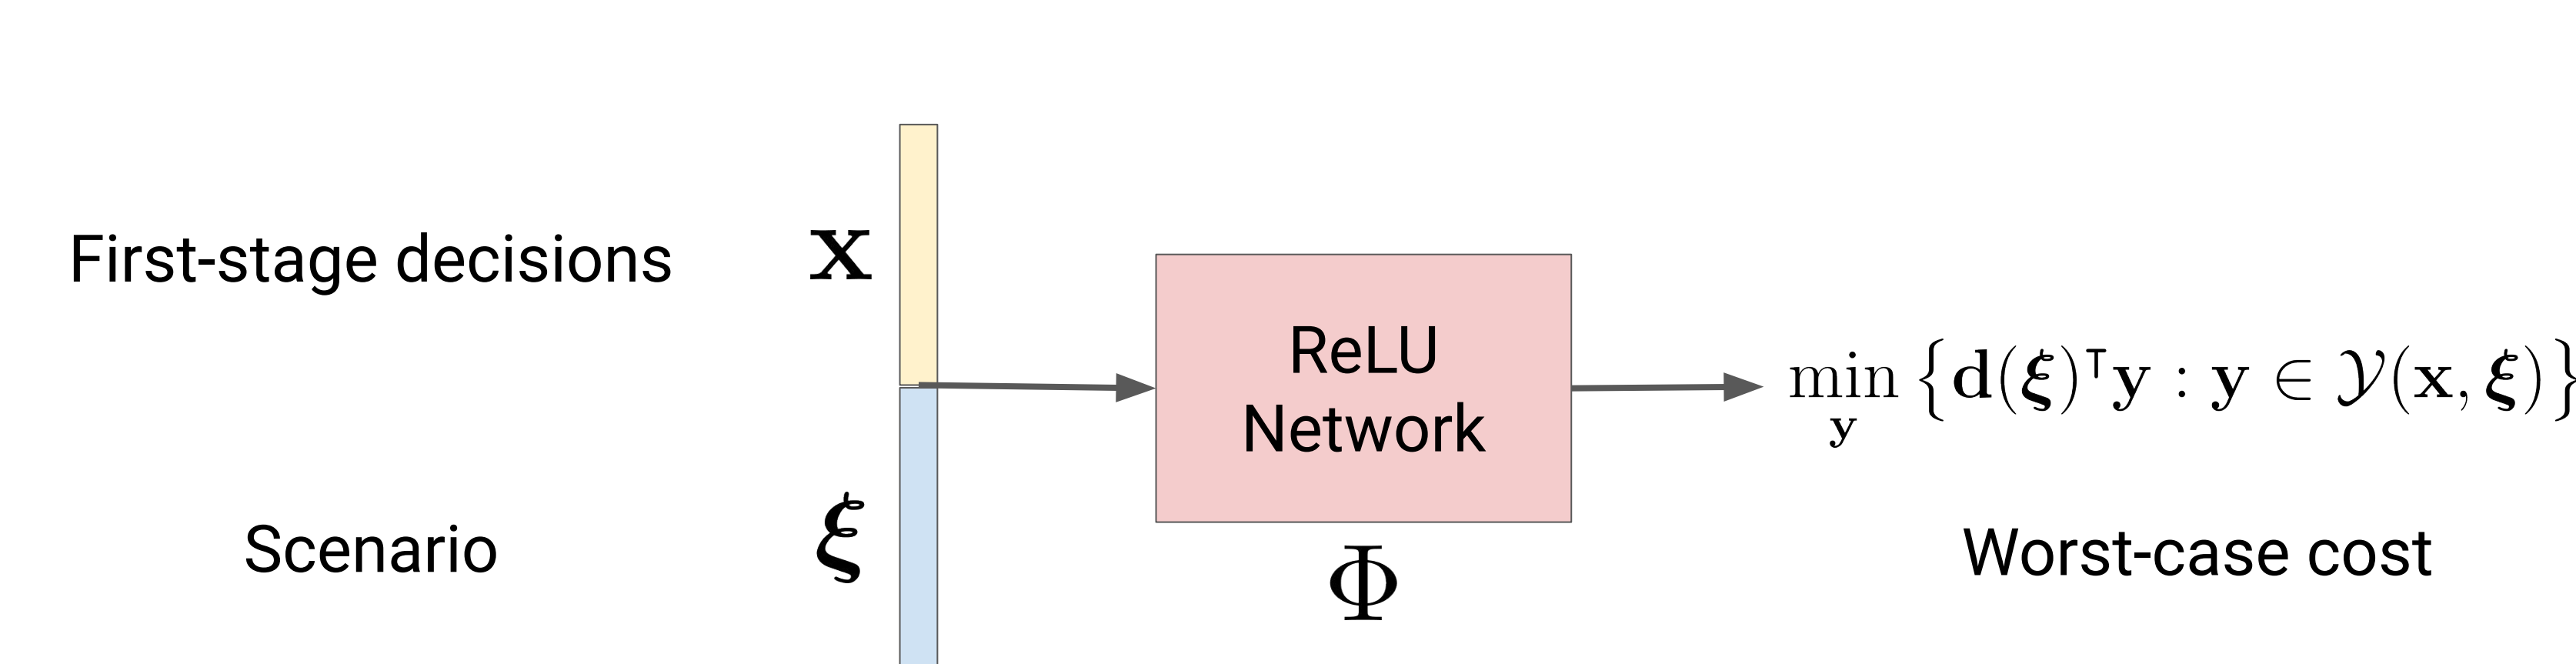 First-stage decisions
x
ReLU
Network
min_y {d(ξ)ᵀy : y ∈ 𝒴(x, ξ)}
Scenario
ξ
Φ
Worst-case cost